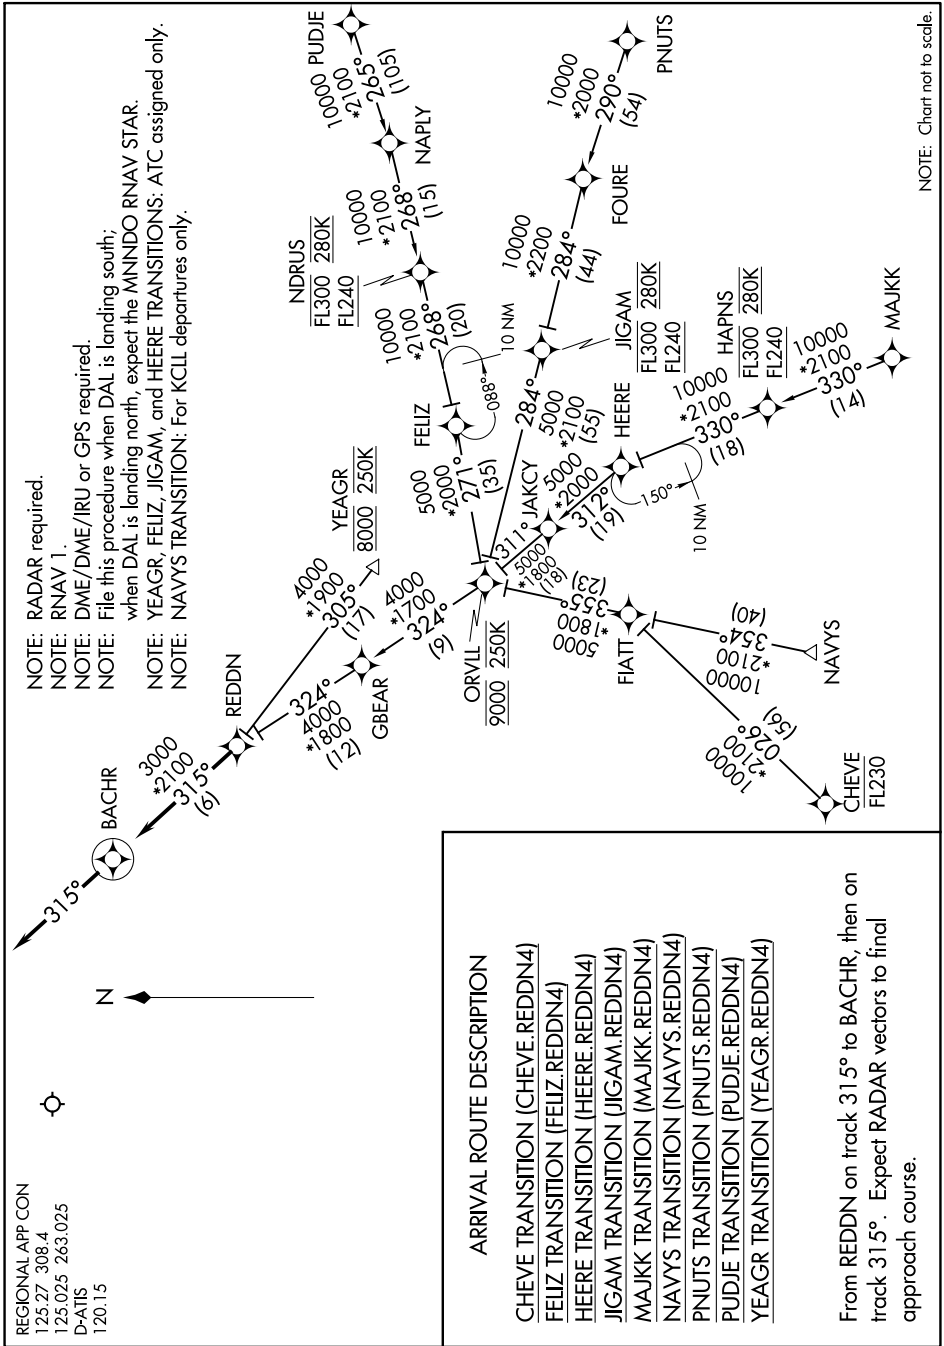 REGIONAL APP CON
125.27 308.4
125.025 263.025
D-ATIS
120.15
NOTE: RADAR required.
NOTE: RNAV 1.
NOTE: DME/DME/IRU or GPS required.
NOTE: File this procedure when DAL is landing south;
when DAL is landing north, expect the MNNDO RNAV STAR.
NOTE: YEAGR, FELIZ, JIGAM, and HEERE TRANSITIONS: ATC assigned only.
NOTE: NAVYS TRANSITION: For KCLL departures only.
N
315°
BACHR
3000
*2100
315°
(6)
REDDN
4000
*1900
305°
(17)
YEAGR
8000 250K
324°
4000
*1800
(12)
GBEAR
4000
*1700
324°
(9)
ORVILL
9000 250K
5000
*2000
271°
(35)
FELIZ
088°
10 NM
10000
*2100
268°
(20)
NDRUS
FL300 280K
FL240
10000
*2100
268°
(15)
NAPLY
10000
*2100
265°
(105)
PUDJE
284°
5000
*2100
(55)
JIGAM
FL300 280K
FL240
10000
*2200
284°
(44)
FOURE
10000
*2000
290°
(54)
PNUTS
311°
5000
*1800
(18)
JAKCY
5000
*2000
312°
(19)
HEERE
150°
10 NM
10000
*2100
330°
(18)
HAPNS
FL300 280K
FL240
10000
*2100
330°
(14)
MAJKK
(23)
355°
*1800
5000
FIATT
(40)
354°
*2100
10000
NAVYS
(56)
026°
*2100
10000
CHEVE
FL230
ARRIVAL ROUTE DESCRIPTION
CHEVE TRANSITION (CHEVE.REDDN4)
FELIZ TRANSITION (FELIZ.REDDN4)
HEERE TRANSITION (HEERE.REDDN4)
JIGAM TRANSITION (JIGAM.REDDN4)
MAJKK TRANSITION (MAJKK.REDDN4)
NAVYS TRANSITION (NAVYS.REDDN4)
PNUTS TRANSITION (PNUTS.REDDN4)
PUDJE TRANSITION (PUDJE.REDDN4)
YEAGR TRANSITION (YEAGR.REDDN4)
From REDDN on track 315° to BACHR, then on
track 315°. Expect RADAR vectors to final
approach course.
NOTE: Chart not to scale.